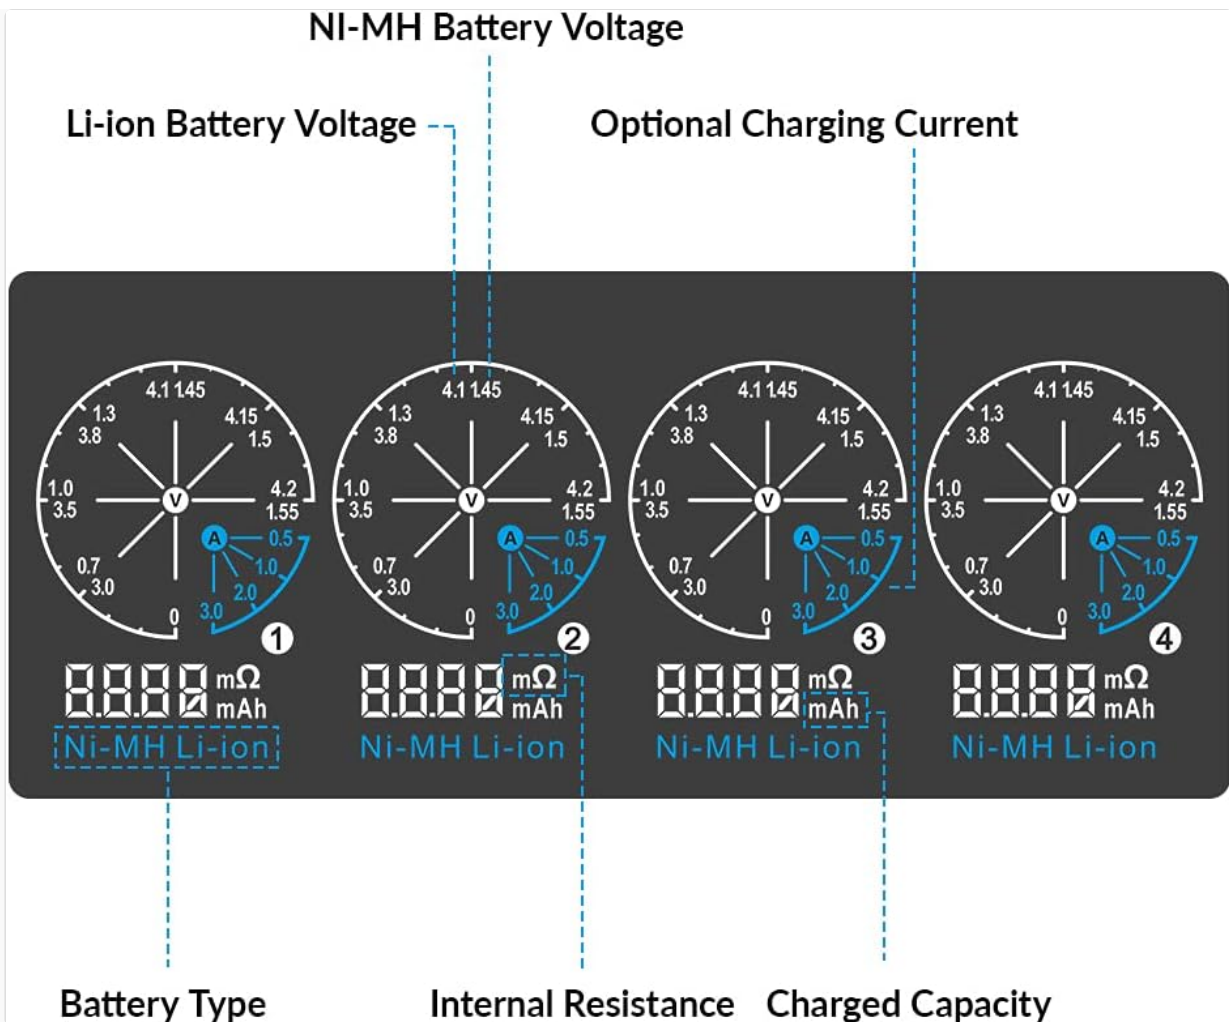 NI-MH Battery Voltage
Li-ion Battery Voltage
Optional Charging Current
4.1 1.45
1.3
3.8
4.15
1.5
1.0
3.5
V
4.2
1.55
A
0.5
1.0
2.0
3.0
0.7
3.0
0
1
8.8.8.8 mΩ
mAh
Ni-MH Li-ion
4.1 1.45
1.3
3.8
4.15
1.5
1.0
3.5
V
4.2
1.55
A
0.5
1.0
2.0
3.0
0.7
3.0
0
2
8.8.8.8 mΩ
mAh
Ni-MH Li-ion
4.1 1.45
1.3
3.8
4.15
1.5
1.0
3.5
V
4.2
1.55
A
0.5
1.0
2.0
3.0
0.7
3.0
0
3
8.8.8.8 mΩ
mAh
Ni-MH Li-ion
4.1 1.45
1.3
3.8
4.15
1.5
1.0
3.5
V
4.2
1.55
A
0.5
1.0
2.0
3.0
0.7
3.0
0
4
8.8.8.8 mΩ
mAh
Ni-MH Li-ion
Battery Type
Internal Resistance
Charged Capacity